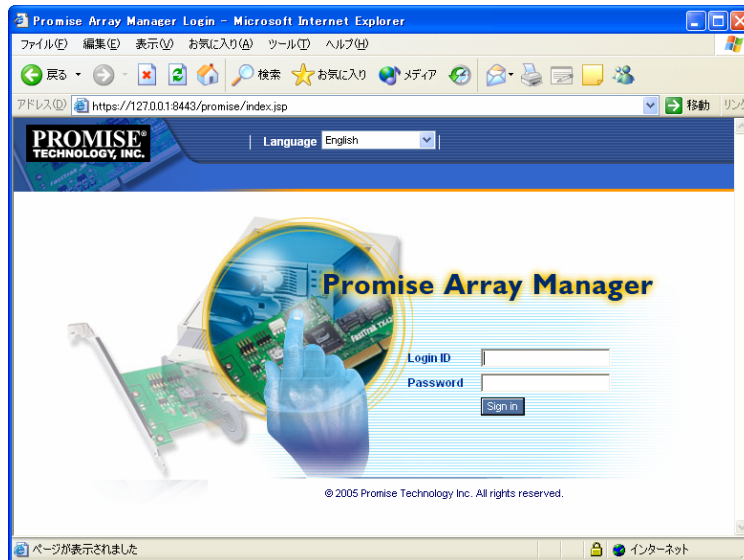 Promise Array Manager Login - Microsoft Internet Explorer
ファイル(F) 編集(E) 表示(V) お気に入り(A) ツール(T) ヘルプ(H)
戻る 検索 お気に入り メディア
アドレス(D) https://127.0.0.1:8443/promise/index.jsp 移動 リンク
PROMISE®
TECHNOLOGY, INC.
| Language English |
Promise Array Manager
FastTrak TX42
Login ID
Password
Sign in
© 2005 Promise Technology Inc. All rights reserved.
ページが表示されました インターネット